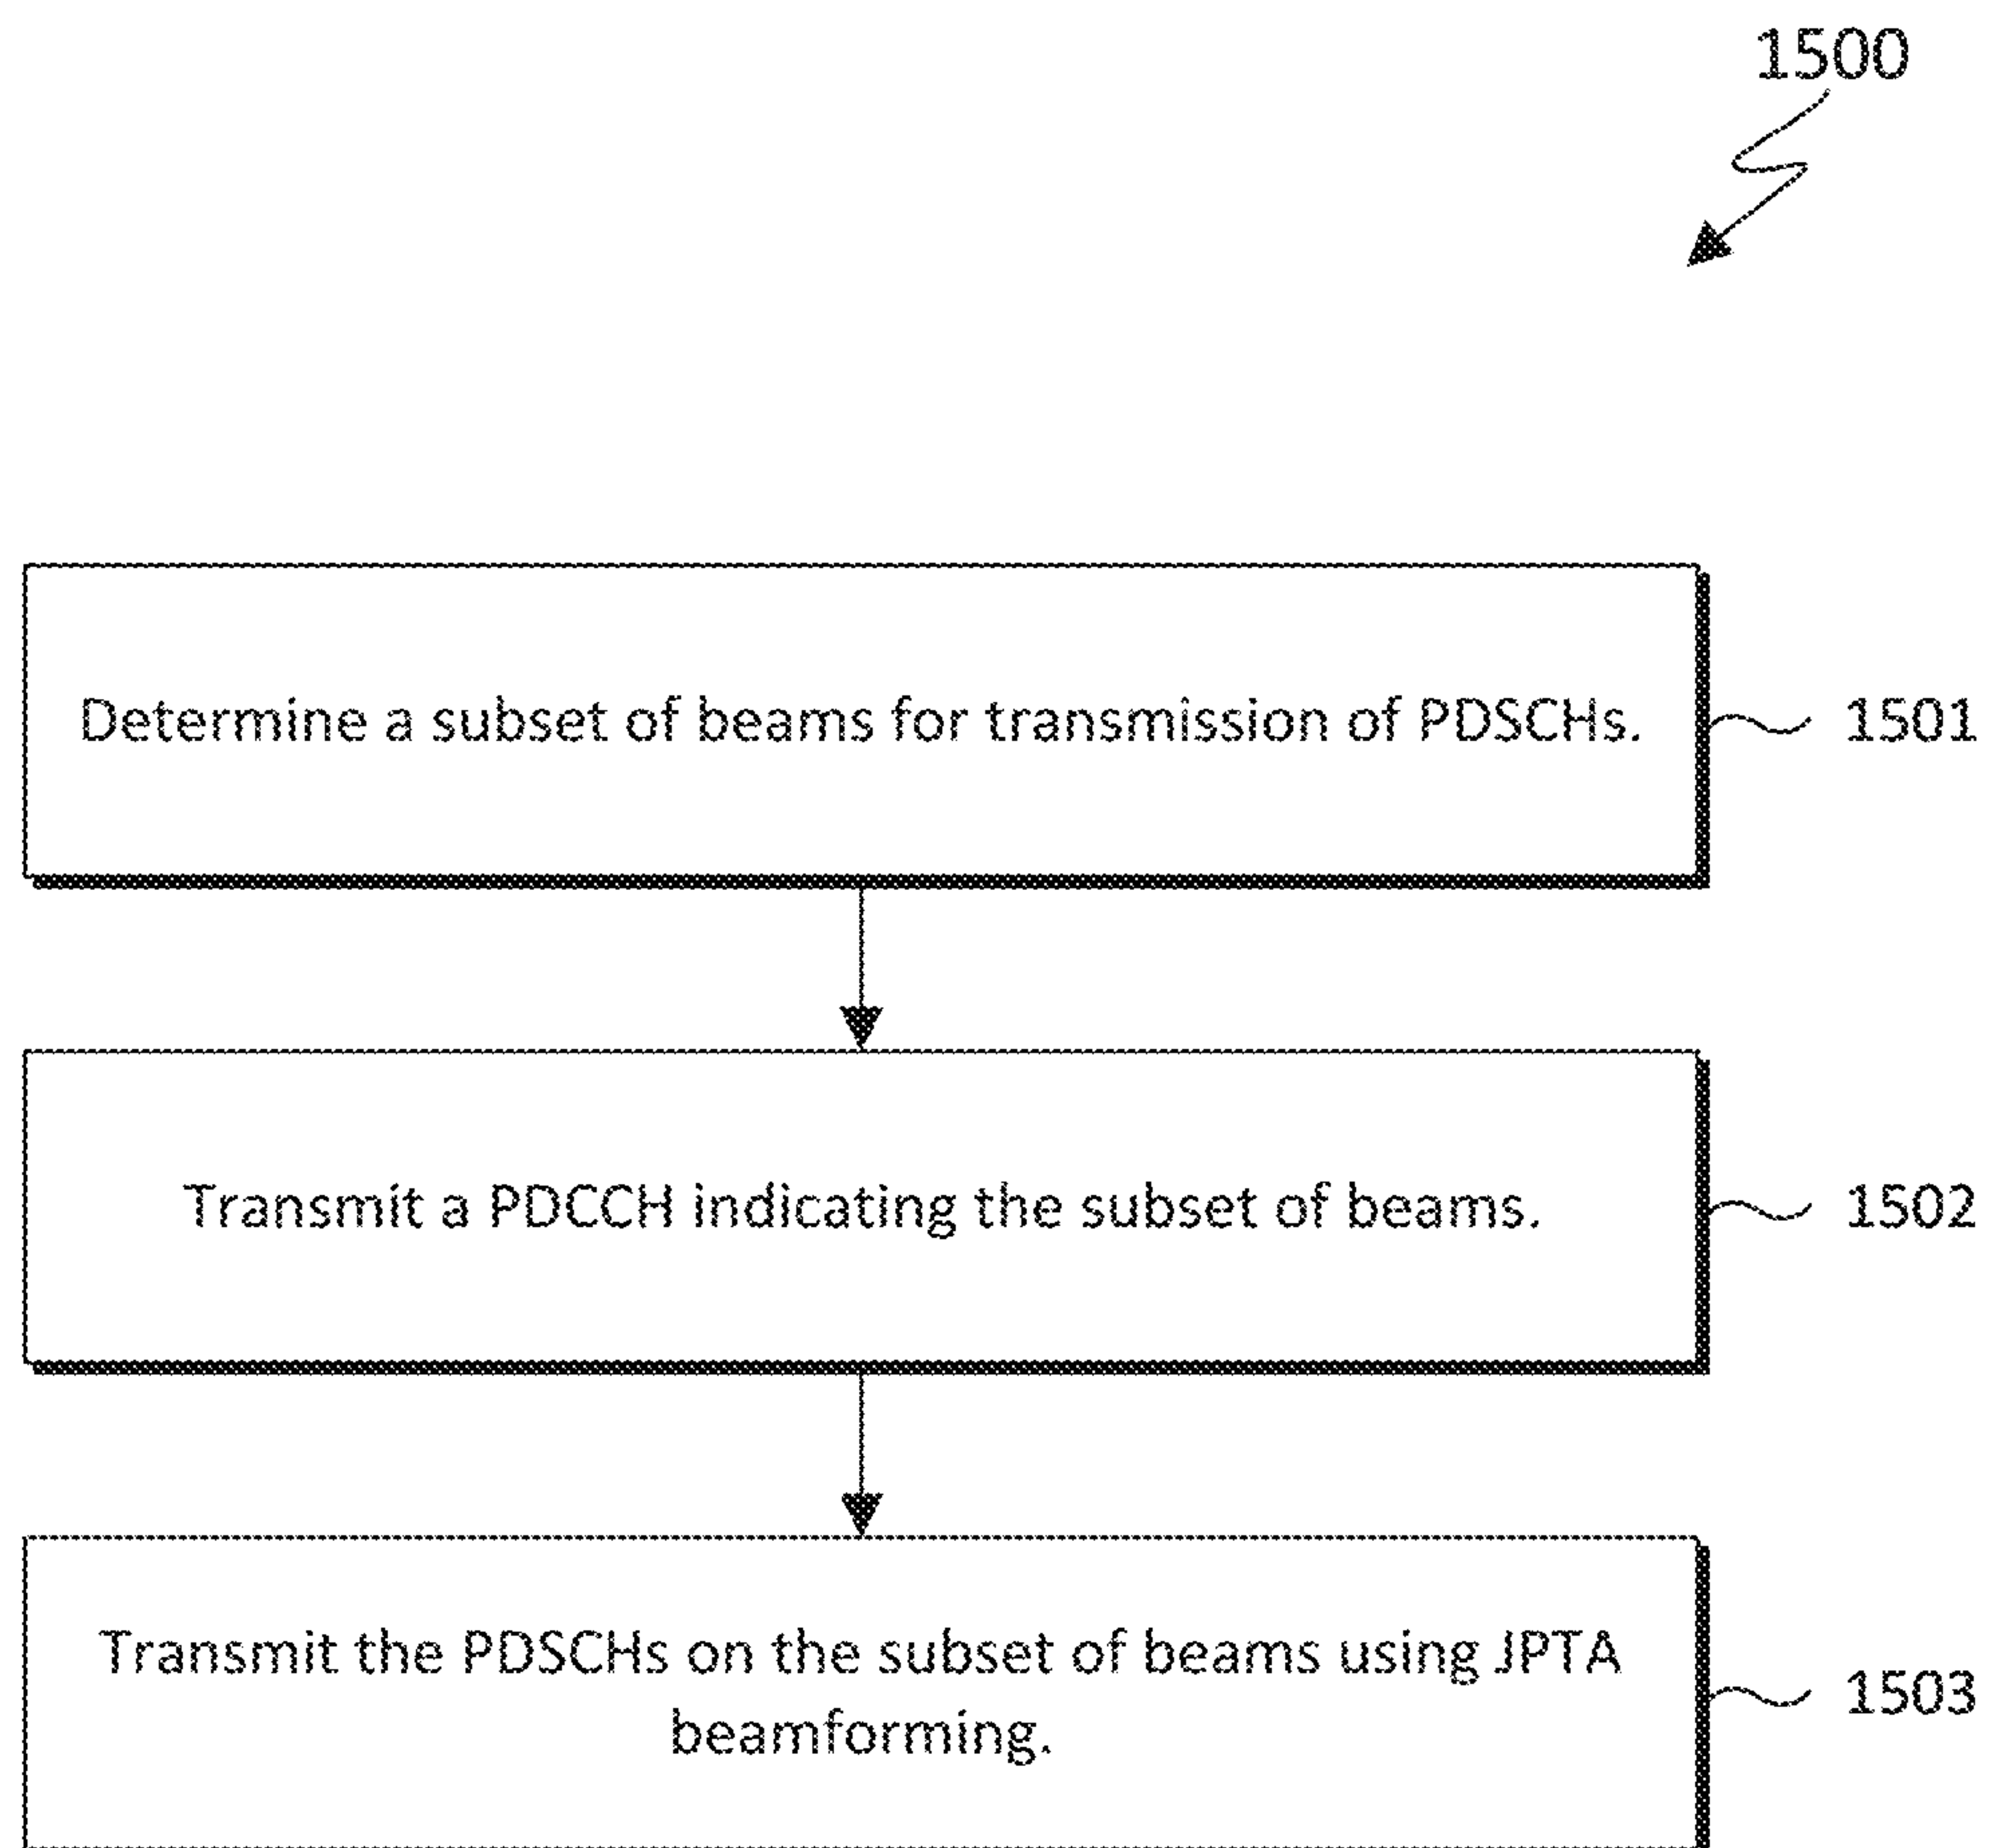 1500
Determine a subset of beams for transmission of PDSCHs.
1501
Transmit a PDCCH indicating the subset of beams.
1502
Transmit the PDSCHs on the subset of beams using JPTA
beamforming.
1503